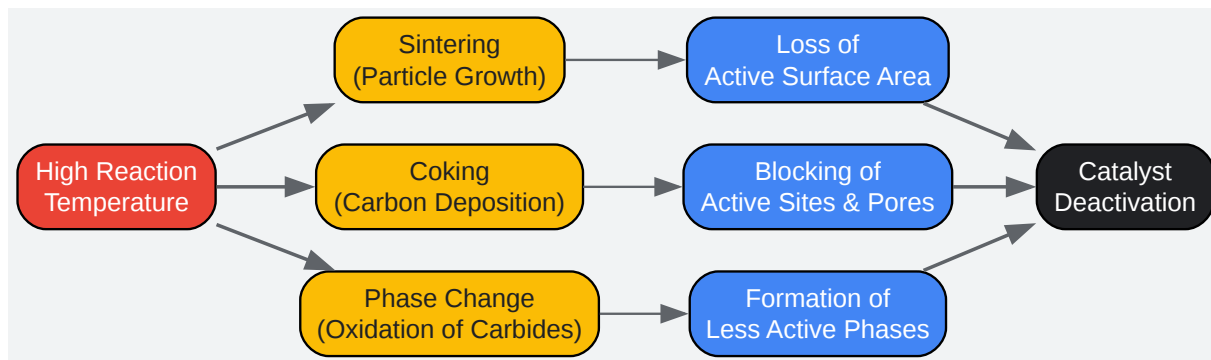 High Reaction
Temperature
Sintering
(Particle Growth)
Loss of
Active Surface Area
Coking
(Carbon Deposition)
Blocking of
Active Sites & Pores
Phase Change
(Oxidation of Carbides)
Formation of
Less Active Phases
Catalyst
Deactivation